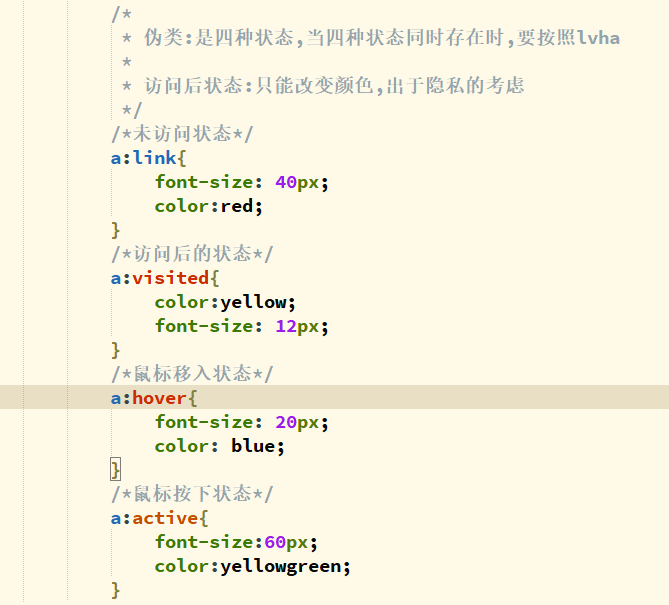 /*
* 伪类:是四种状态,当四种状态同时存在时,要按照lvha
*
* 访问后状态:只能改变颜色,出于隐私的考虑
*/
/*未访问状态*/
a:link{
font-size: 40px;
color:red;
}
/*访问后的状态*/
a:visited{
color:yellow;
font-size: 12px;
}
/*鼠标移入状态*/
a:hover{
font-size: 20px;
color: blue;
}
/*鼠标按下状态*/
a:active{
font-size:60px;
color:yellowgreen;
}